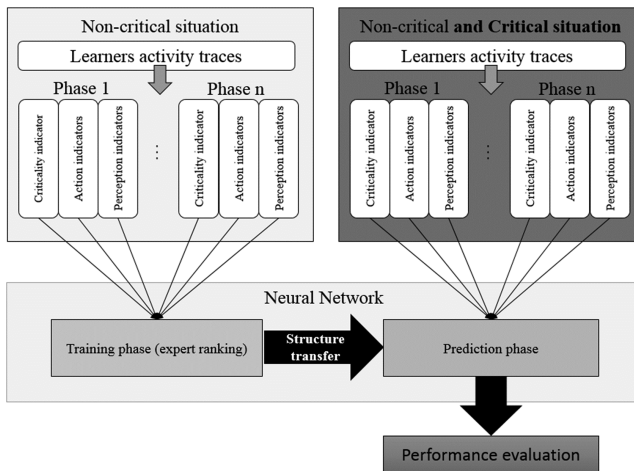 Non-critical situation
Learners activity traces
Phase 1
Phase n
Criticality indicator
Action indicators
Perception indicators
...
Criticality indicator
Action indicators
Perception indicators
Non-critical and Critical situation
Learners activity traces
Phase 1
Phase n
Criticality indicator
Action indicators
Perception indicators
...
Criticality indicator
Action indicators
Perception indicators
Neural Network
Training phase (expert ranking)
Structure
transfer
Prediction phase
Performance evaluation